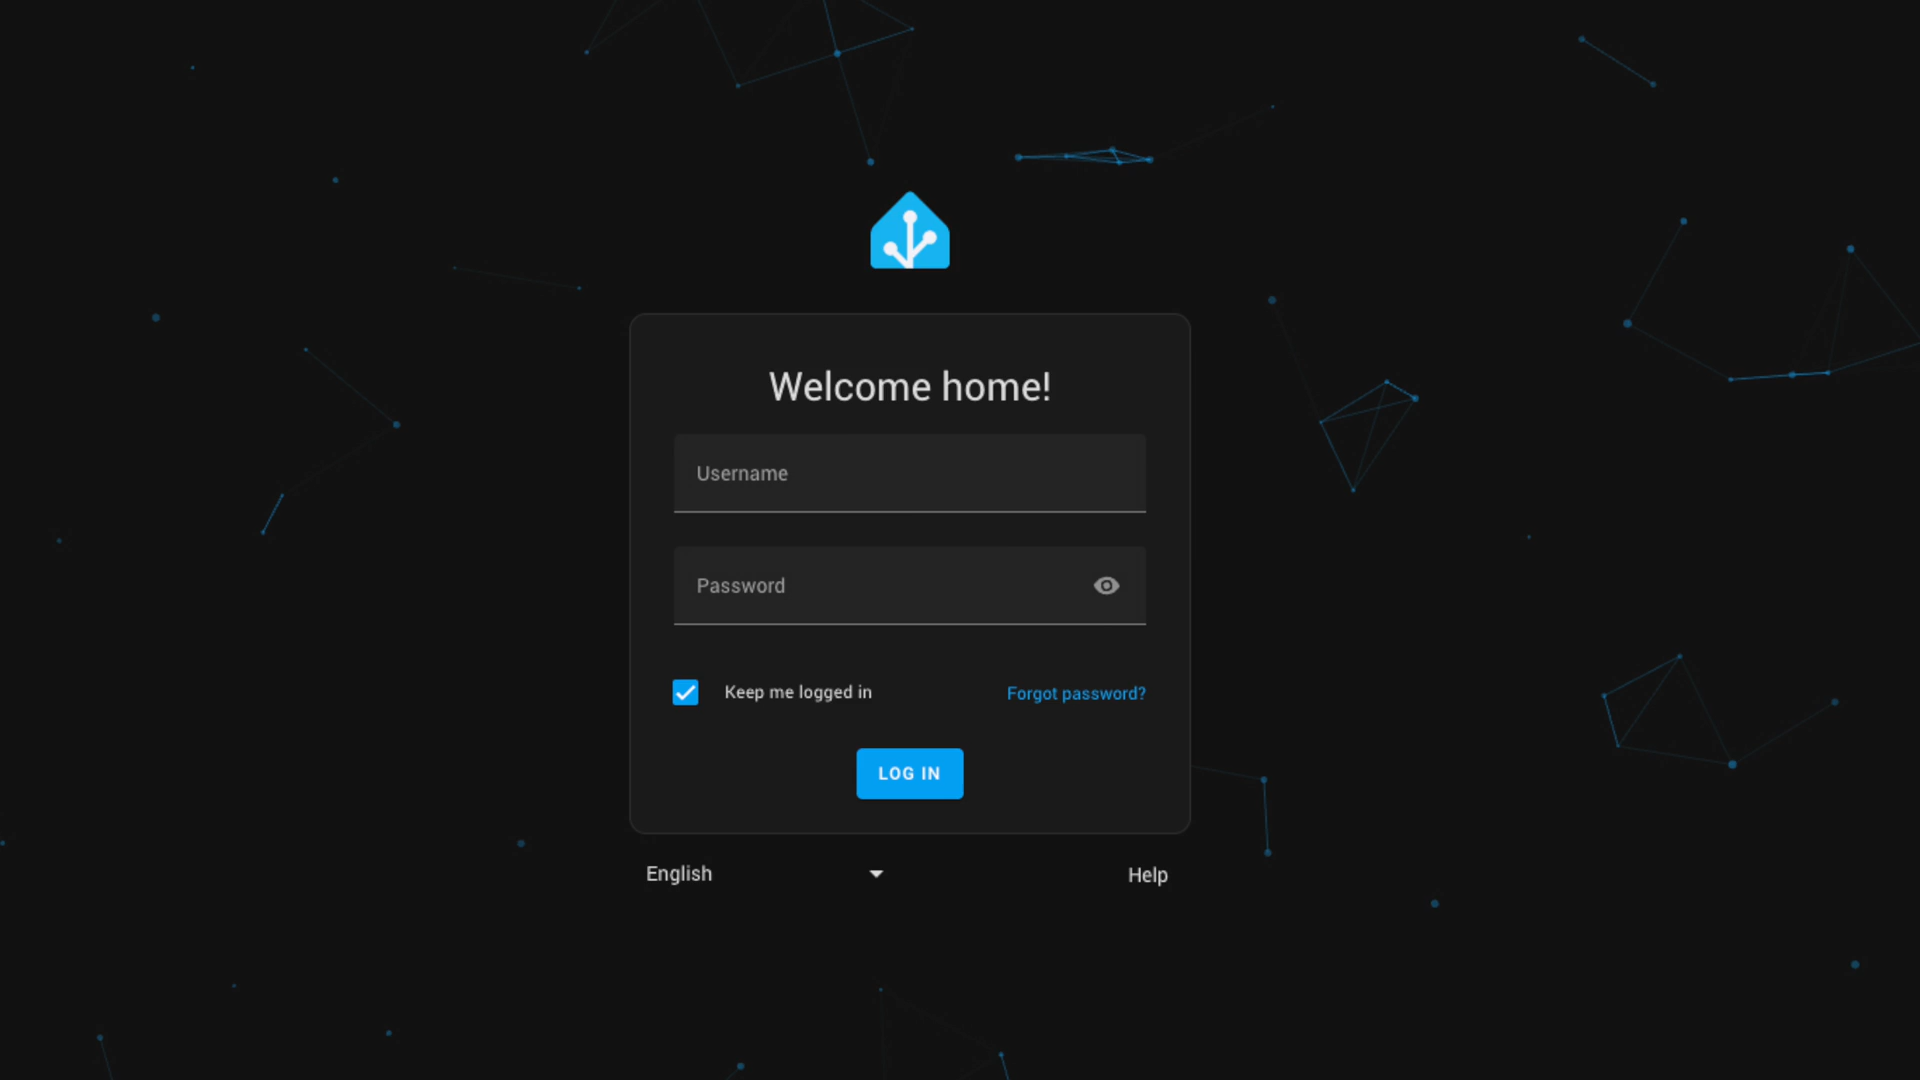 Welcome home!
Username
Password
Keep me logged in
Forgot password?
LOG IN
English
Help